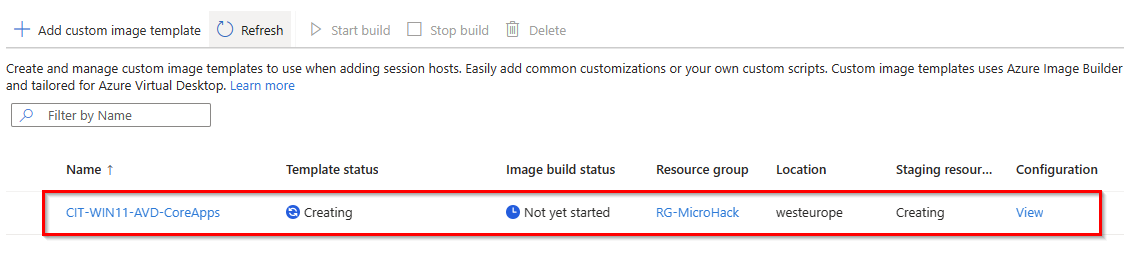 Add custom image template Refresh Start build Stop build Delete
Create and manage custom image templates to use when adding session hosts. Easily add common customizations or your own custom scripts. Custom image templates uses Azure Image Builder
and tailored for Azure Virtual Desktop. Learn more
Filter by Name
Name ↑ Template status Image build status Resource group Location Staging resour... Configuration
CIT-WIN11-AVD-CoreApps Creating Not yet started RG-MicroHack westeurope Creating View